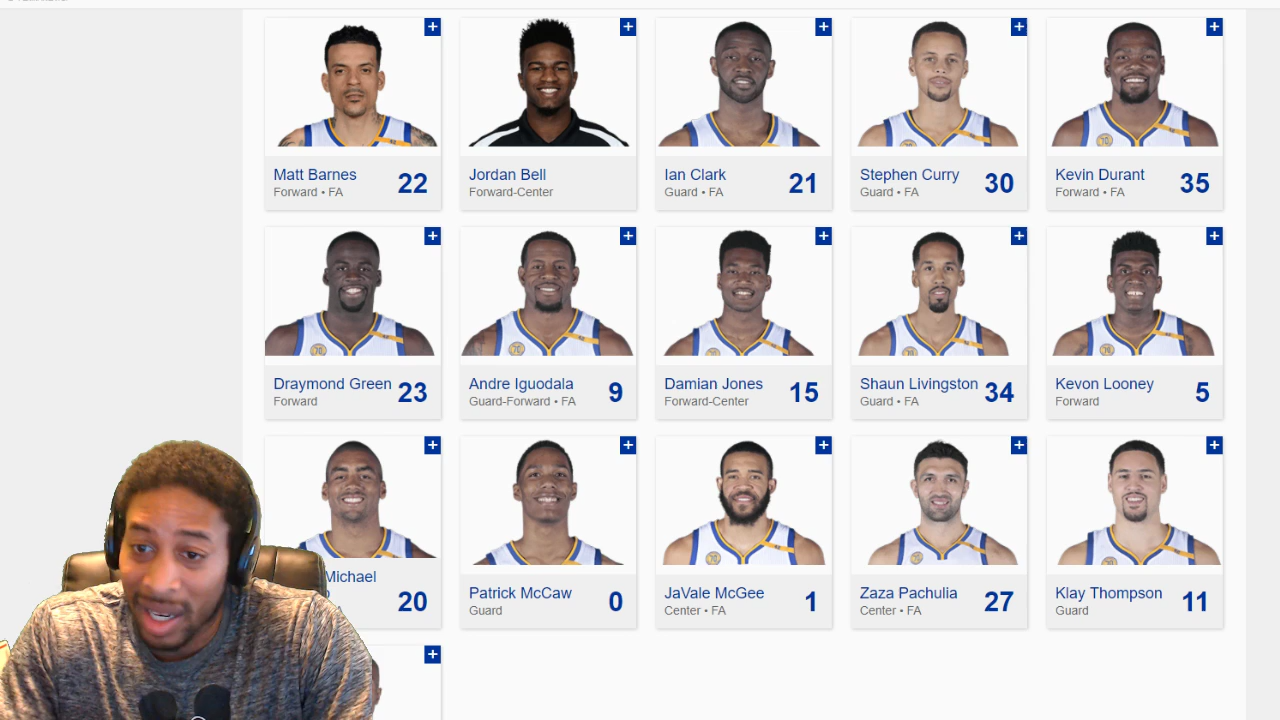 Matt Barnes
Forward • FA
22
Jordan Bell
Forward-Center
Ian Clark
Guard • FA
21
Stephen Curry
Guard • FA
30
Kevin Durant
Forward • FA
35
Draymond Green
Forward
23
Andre Iguodala
Guard-Forward • FA
9
Damian Jones
Forward-Center
15
Shaun Livingston
Guard • FA
34
Kevon Looney
Forward
5
Michael
20
Patrick McCaw
Guard
0
JaVale McGee
Center • FA
1
Zaza Pachulia
Center • FA
27
Klay Thompson
Guard
11